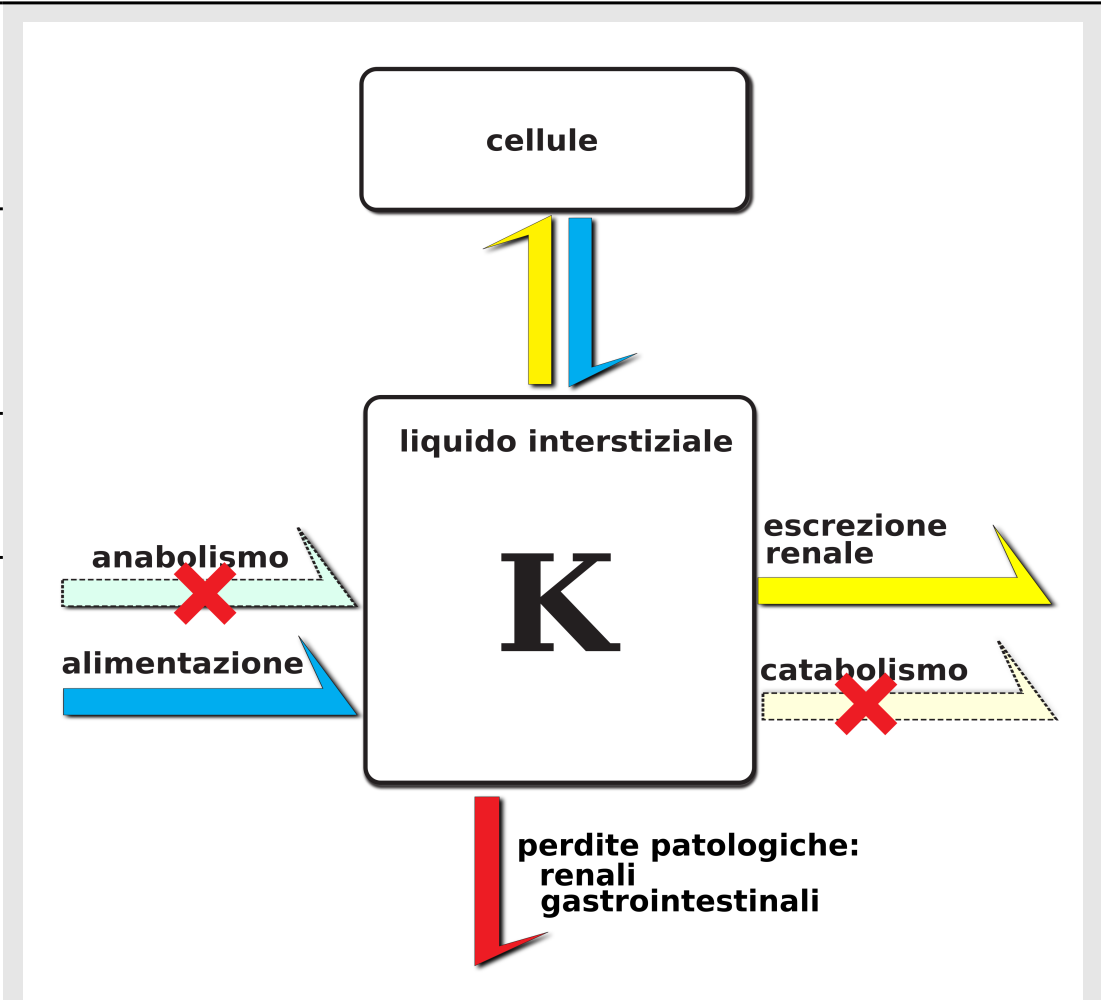 cellule
liquido interstiziale
K
anabolismo
alimentazione
escrezione
renale
catabolismo
perdite patologiche:
renali
gastrointestinali